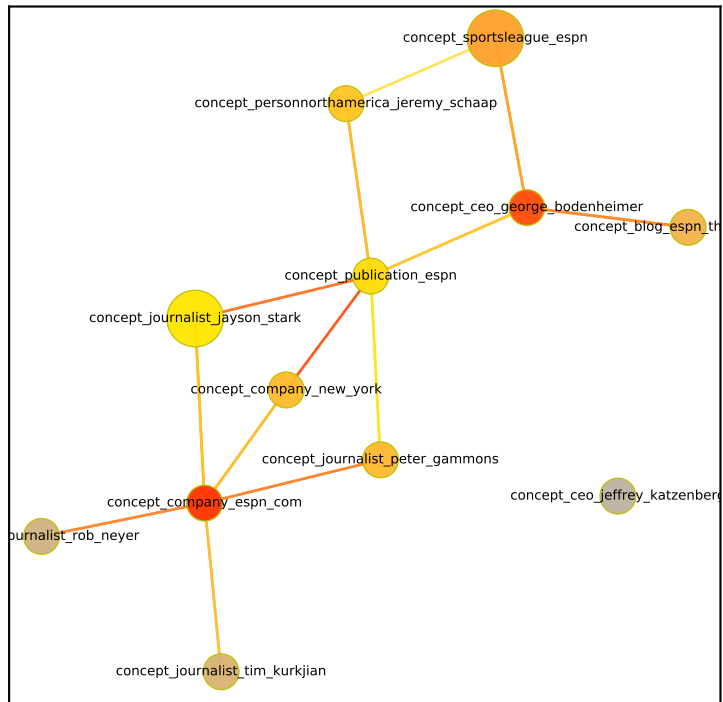 concept_sportsleague_espn
concept_personnorthamerica_jeremy_schaap
concept_ceo_george_bodenheimer
concept_blog_espn_th
concept_publication_espn
concept_journalist_jayson_stark
concept_company_new_york
concept_journalist_peter_gammons
concept_ceo_jeffrey_katzenberg
concept_company_espn_com
ournalist_rob_neyer
concept_journalist_tim_kurkjian